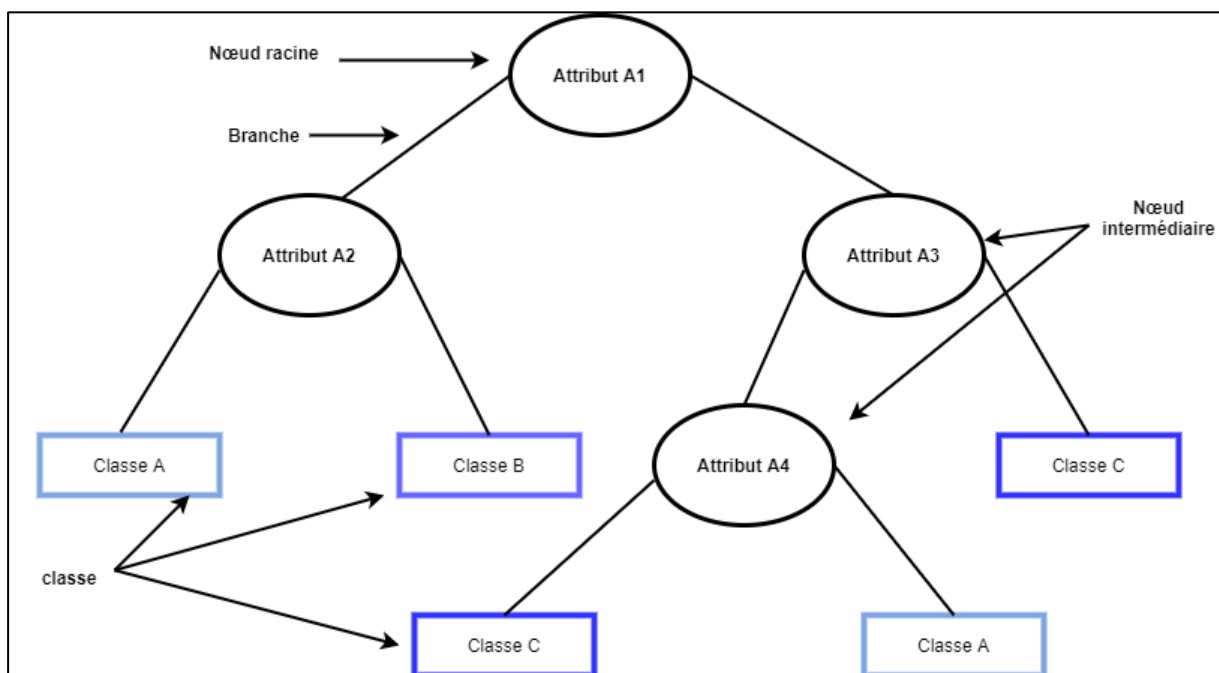 Nœud racine
Attribut A1
Branche
Nœud
intermédiaire
Attribut A2
Attribut A3
Classe A
Classe B
Attribut A4
Classe C
classe
Classe C
Classe A